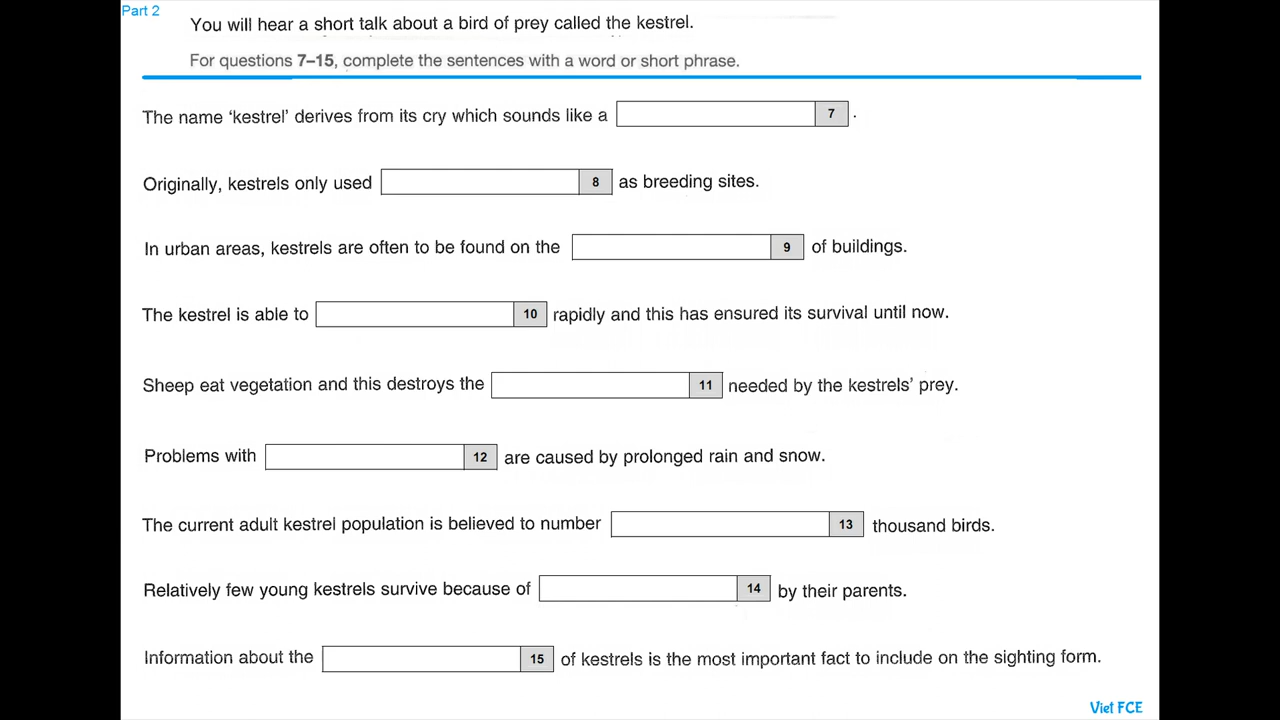 Part 2
You will hear a short talk about a bird of prey called the kestrel.
For questions 7–15, complete the sentences with a word or short phrase.
The name ‘kestrel’ derives from its cry which sounds like a 7 .
Originally, kestrels only used 8 as breeding sites.
In urban areas, kestrels are often to be found on the 9 of buildings.
The kestrel is able to 10 rapidly and this has ensured its survival until now.
Sheep eat vegetation and this destroys the 11 needed by the kestrels’ prey.
Problems with 12 are caused by prolonged rain and snow.
The current adult kestrel population is believed to number 13 thousand birds.
Relatively few young kestrels survive because of 14 by their parents.
Information about the 15 of kestrels is the most important fact to include on the sighting form.
Viet FCE